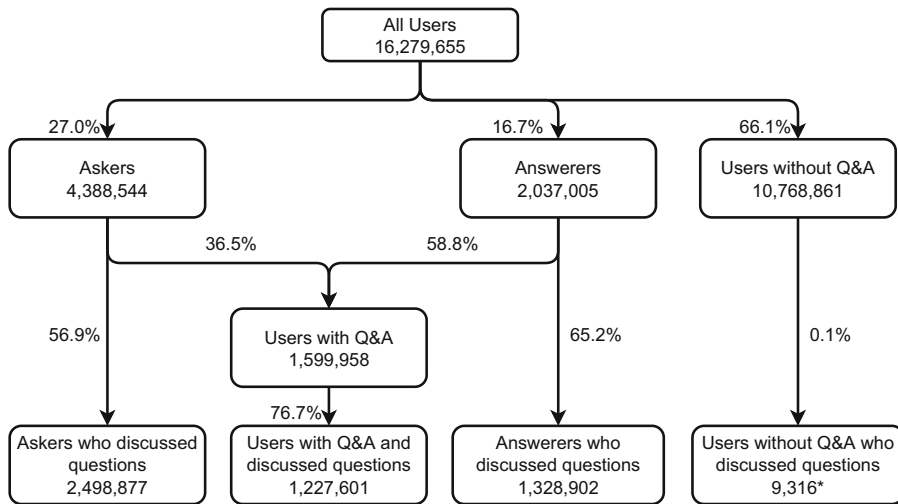 All Users
16,279,655
27.0%
16.7%
66.1%
Askers
4,388,544
Answerers
2,037,005
Users without Q&A
10,768,861
36.5%
58.8%
56.9%
Users with Q&A
1,599,958
65.2%
0.1%
76.7%
Askers who discussed
questions
2,498,877
Users with Q&A and
discussed questions
1,227,601
Answerers who
discussed questions
1,328,902
Users without Q&A who
discussed questions
9,316*